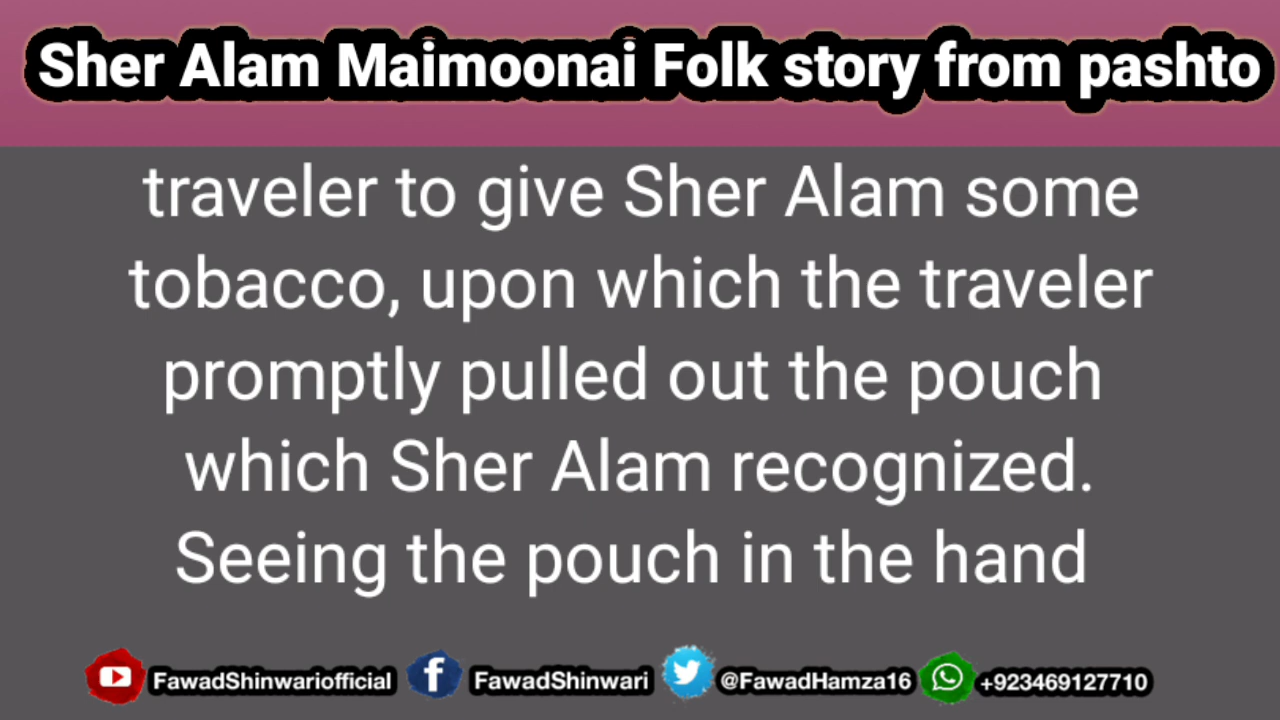 Sher Alam Maimoonai Folk story from pashto
traveler to give Sher Alam some
tobacco, upon which the traveler
promptly pulled out the pouch
which Sher Alam recognized.
Seeing the pouch in the hand
FawadShinwariofficial FawadShinwari @FawadHamza16 +923469127710